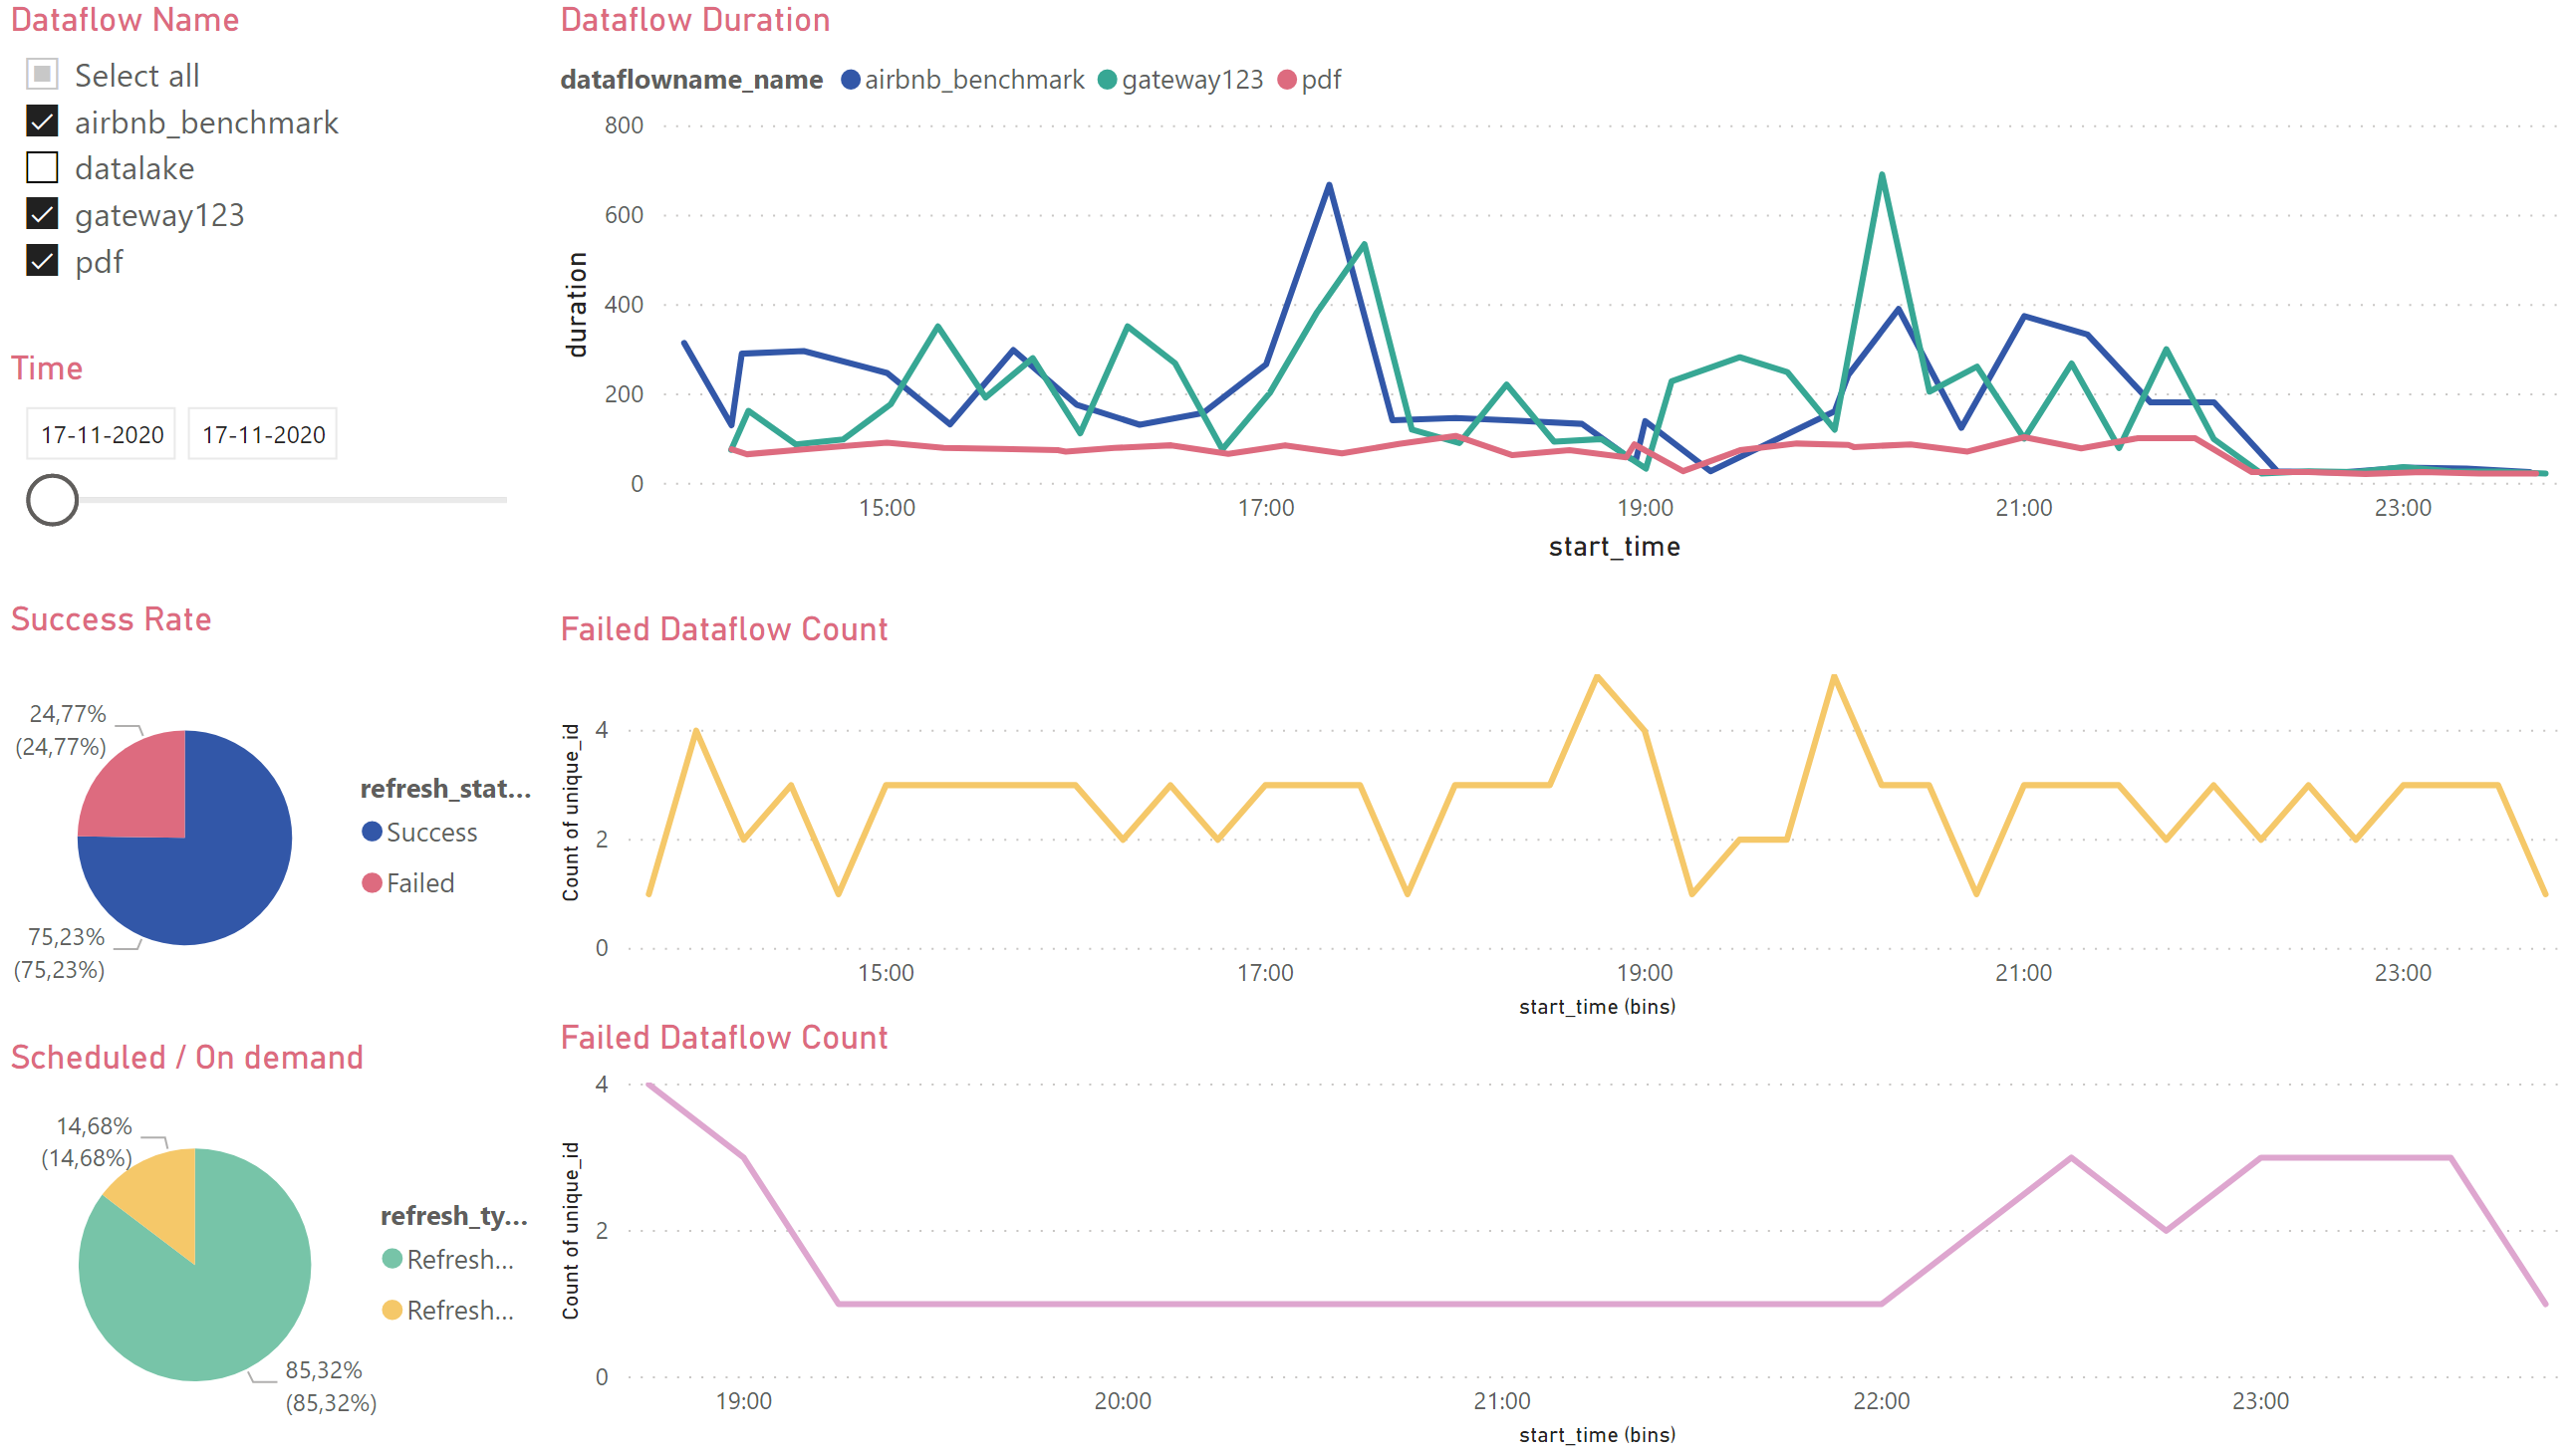 Dataflow Name
Select all
airbnb_benchmark
datalake
gateway123
pdf
Time
17-11-2020 17-11-2020
Success Rate
24,77%
(24,77%)
75,23%
(75,23%)
refresh_stat...
Success
Failed
Scheduled / On demand
14,68%
(14,68%)
85,32%
(85,32%)
refresh_ty...
Refresh...
Refresh...
Dataflow Duration
dataflowname_name airbnb_benchmark gateway123 pdf
duration
800
600
400
200
0
15:00 17:00 19:00 21:00 23:00
start_time
Failed Dataflow Count
Count of unique_id
4
2
0
15:00 17:00 19:00 21:00 23:00
start_time (bins)
Failed Dataflow Count
Count of unique_id
4
2
0
19:00 20:00 21:00 22:00 23:00
start_time (bins)